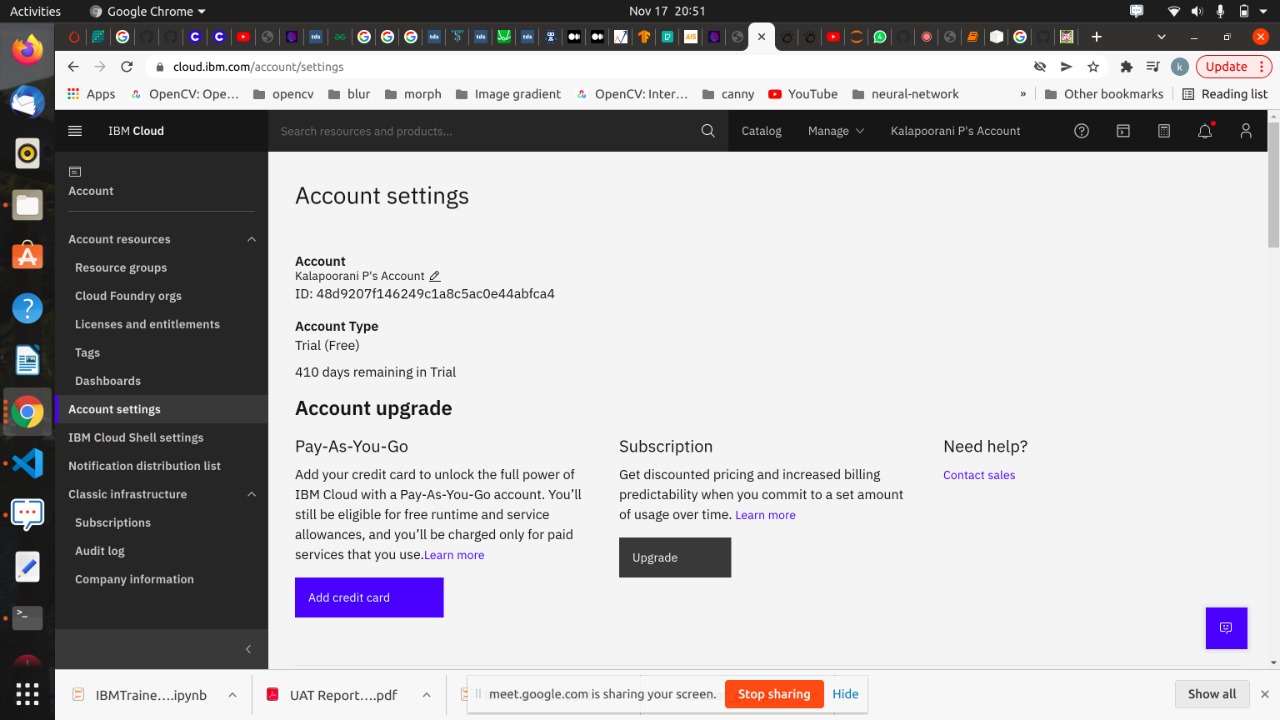 Activities
Google Chrome
Nov 17 20:51
cloud.ibm.com/account/settings
Update
Apps
OpenCV: Ope…
opencv
blur
morph
Image gradient
OpenCV: Inter…
canny
YouTube
neural-network
»
Other bookmarks
Reading list
IBM Cloud
Search resources and products...
Catalog
Manage
Kalapoorani P's Account
Account
Account resources
Resource groups
Cloud Foundry orgs
Licenses and entitlements
Tags
Dashboards
Account settings
IBM Cloud Shell settings
Notification distribution list
Classic infrastructure
Subscriptions
Audit log
Company information
Account settings
Account
Kalapoorani P's Account
ID: 48d9207f146249c1a8c5ac0e44abfca4
Account Type
Trial (Free)
410 days remaining in Trial
Account upgrade
Pay-As-You-Go
Add your credit card to unlock the full power of
IBM Cloud with a Pay-As-You-Go account. You’ll
still be eligible for free runtime and service
allowances, and you’ll be charged only for paid
services that you use.Learn more
Add credit card
Subscription
Get discounted pricing and increased billing
predictability when you commit to a set amount
of usage over time. Learn more
Upgrade
Need help?
Contact sales
IBMTraine….ipynb
UAT Report….pdf
meet.google.com is sharing your screen.
Stop sharing
Hide
Show all